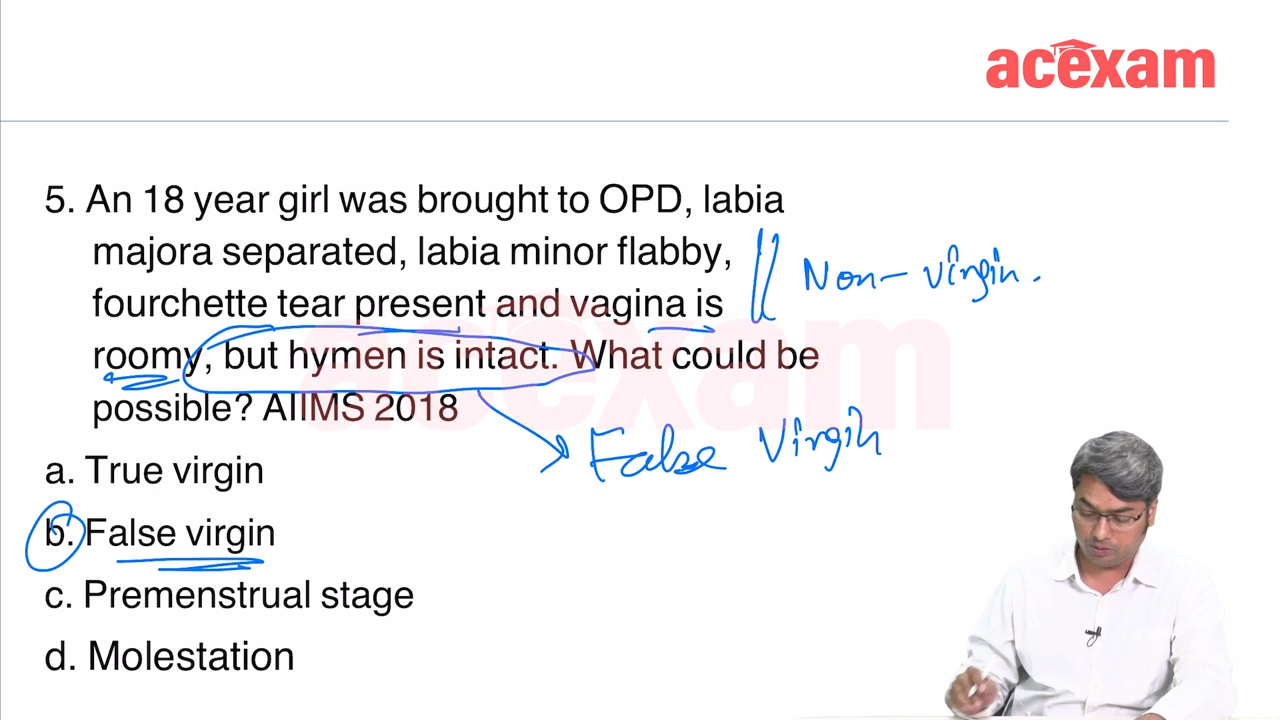 acexam
5. An 18 year girl was brought to OPD, labia
majora separated, labia minor flabby,
fourchette tear present and vagina is
roomy, but hymen is intact. What could be
possible? AIIMS 2018
Non- virgin.
False Virgin
a. True virgin
b. False virgin
c. Premenstrual stage
d. Molestation
acexam